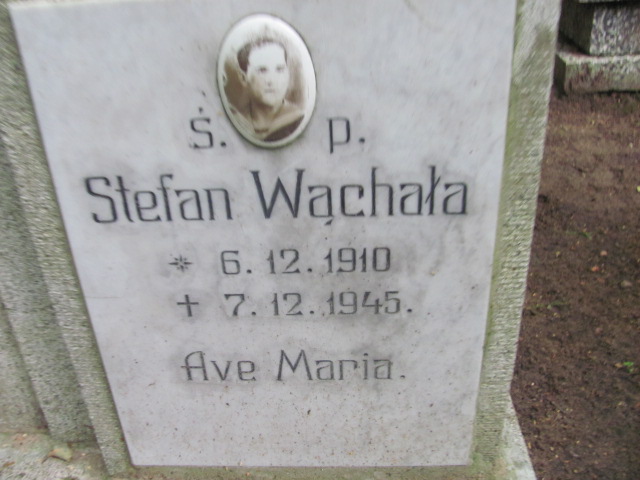 ś. p.
Stefan Wąchała
* 6.12.1910
+ 7.12.1945.
Ave Maria.